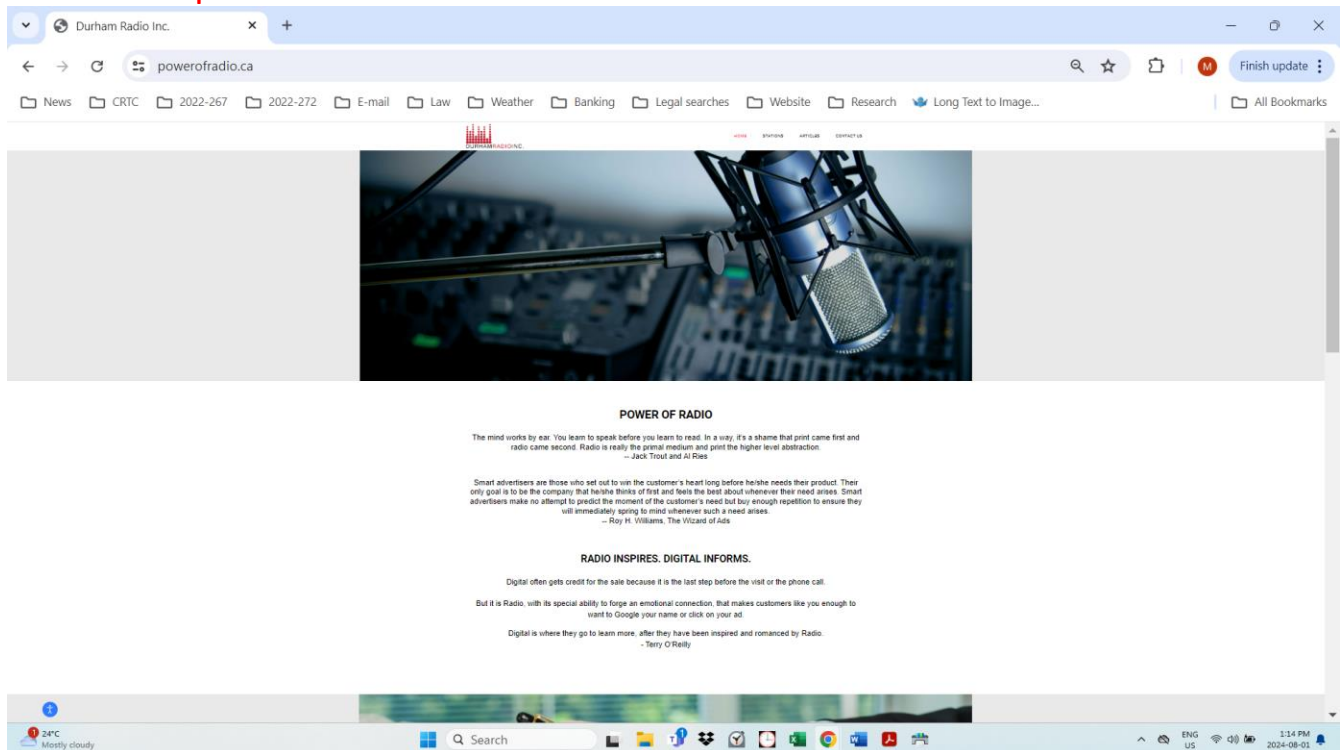 Durham Radio Inc.
powerofradio.ca
Finish update
News
CRTC
2022-267
2022-272
E-mail
Law
Weather
Banking
Legal searches
Website
Research
Long Text to Image...
All Bookmarks
DURHAMRADIOINC.
HOME
STATIONS
ARTICLES
CONTACT US
POWER OF RADIO
The mind works by ear. You learn to speak before you learn to read. In a way, it's a shame that print came first and
radio came second. Radio is really the primal medium and print the higher level abstraction.
– Jack Trout and Al Ries
Smart advertisers are those who set out to win the customer's heart long before he/she needs their product. Their
only goal is to be the company that he/she thinks of first and feels the best about whenever their need arises. Smart
advertisers make no attempt to predict the moment of the customer's need but buy enough repetition to ensure they
will immediately spring to mind whenever such a need arises.
– Roy H. Williams, The Wizard of Ads
RADIO INSPIRES. DIGITAL INFORMS.
Digital often gets credit for the sale because it is the last step before the visit or the phone call.
But it is Radio, with its special ability to forge an emotional connection, that makes customers like you enough to
want to Google your name or click on your ad.
Digital is where they go to learn more, after they have been inspired and romanced by Radio.
- Terry O'Reilly
1
24°C
Mostly cloudy
Search
ENG
US
1:14 PM
2024-08-01